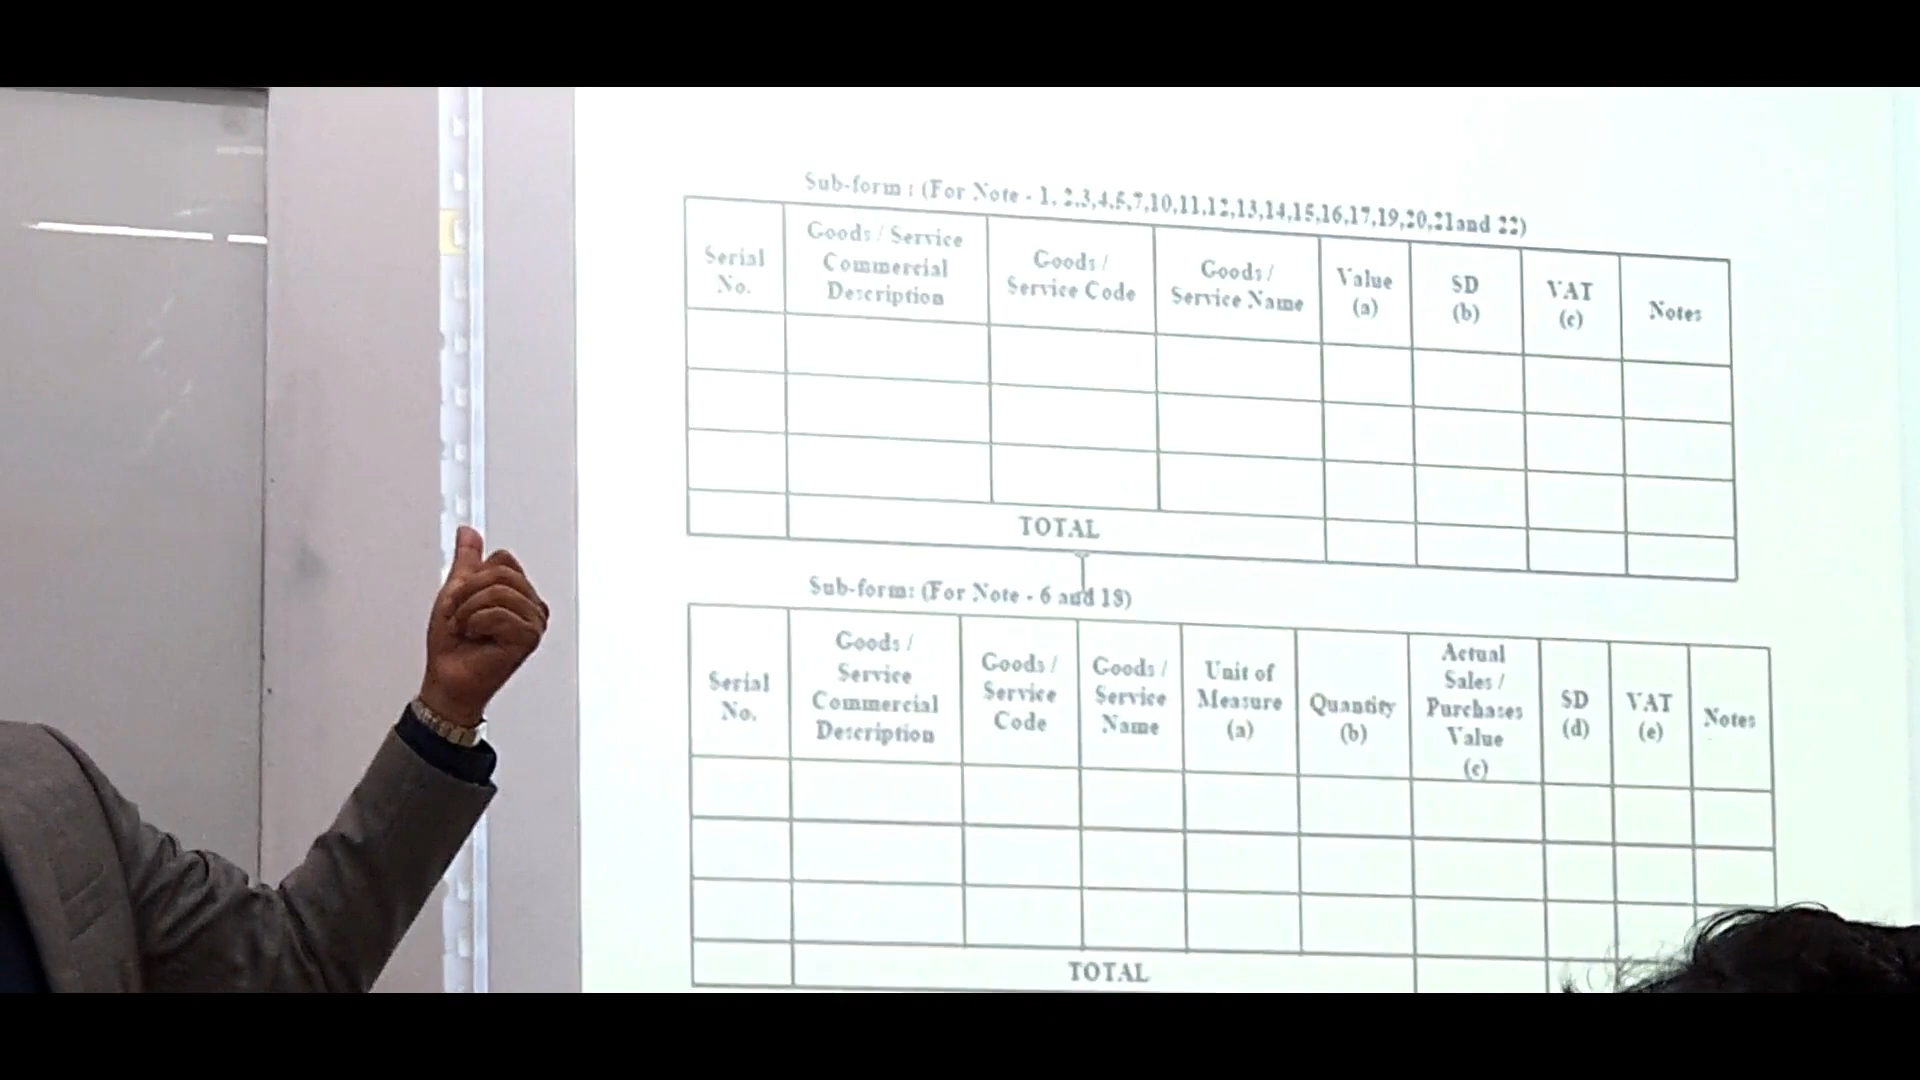 Sub-form : (For Note - 1, 2,3,4,5,7,10,11,12,13,14,15,16,17,19,20,21and 22)
Serial
No.
Goods / Service
Commercial
Description
Goods /
Service Code
Goods /
Service Name
Value
(a)
SD
(b)
VAT
(c)
Notes
TOTAL
Sub-form: (For Note - 6 and 18)
Serial
No.
Goods /
Service
Commercial
Description
Goods /
Service
Code
Goods /
Service
Name
Unit of
Measure
(a)
Quantity
(b)
Actual
Sales /
Purchases
Value
(c)
SD
(d)
VAT
(e)
Notes
TOTAL